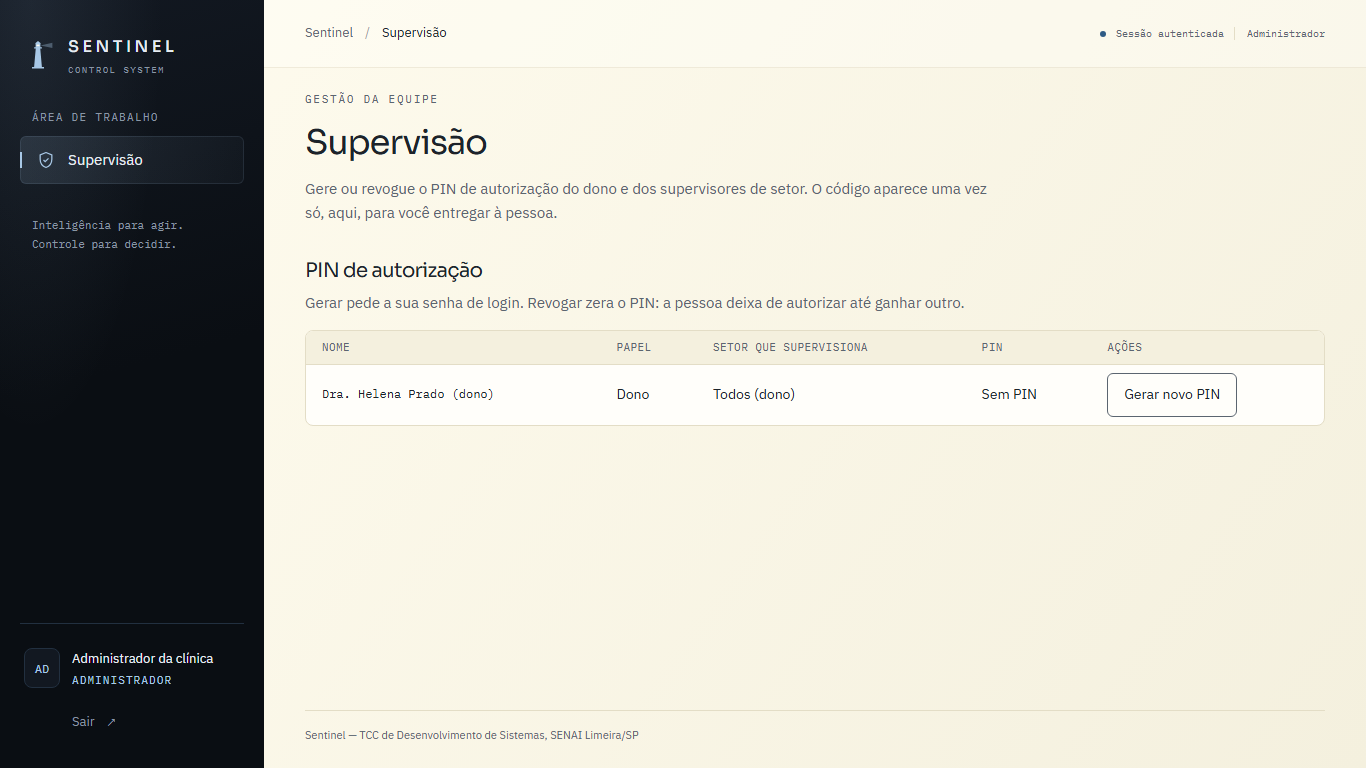 SENTINEL
CONTROL SYSTEM
ÁREA DE TRABALHO
Supervisão
Inteligência para agir.
Controle para decidir.
AD
Administrador da clínica
ADMINISTRADOR
Sair ↗
Sentinel / Supervisão
Sessão autenticada
Administrador
GESTÃO DA EQUIPE
Supervisão
Gere ou revogue o PIN de autorização do dono e dos supervisores de setor. O código aparece uma vez
só, aqui, para você entregar à pessoa.
PIN de autorização
Gerar pede a sua senha de login. Revogar zera o PIN: a pessoa deixa de autorizar até ganhar outro.
NOME PAPEL SETOR QUE SUPERVISIONA PIN AÇÕES
Dra. Helena Prado (dono) Dono Todos (dono) Sem PIN Gerar novo PIN
Sentinel — TCC de Desenvolvimento de Sistemas, SENAI Limeira/SP